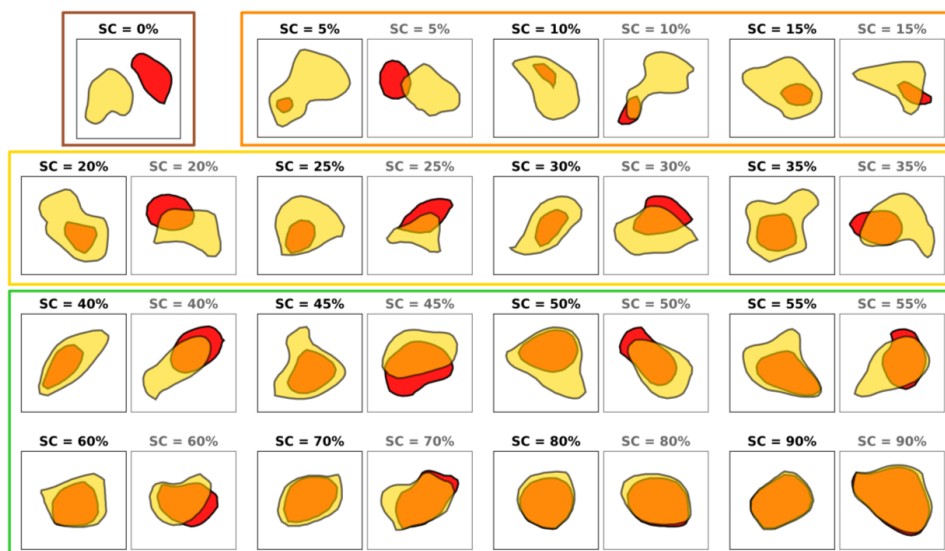 SC = 0% SC = 5% SC = 5% SC = 10% SC = 10% SC = 15% SC = 15%
SC = 20% SC = 20% SC = 25% SC = 25% SC = 30% SC = 30% SC = 35% SC = 35%
SC = 40% SC = 40% SC = 45% SC = 45% SC = 50% SC = 50% SC = 55% SC = 55%
SC = 60% SC = 60% SC = 70% SC = 70% SC = 80% SC = 80% SC = 90% SC = 90%